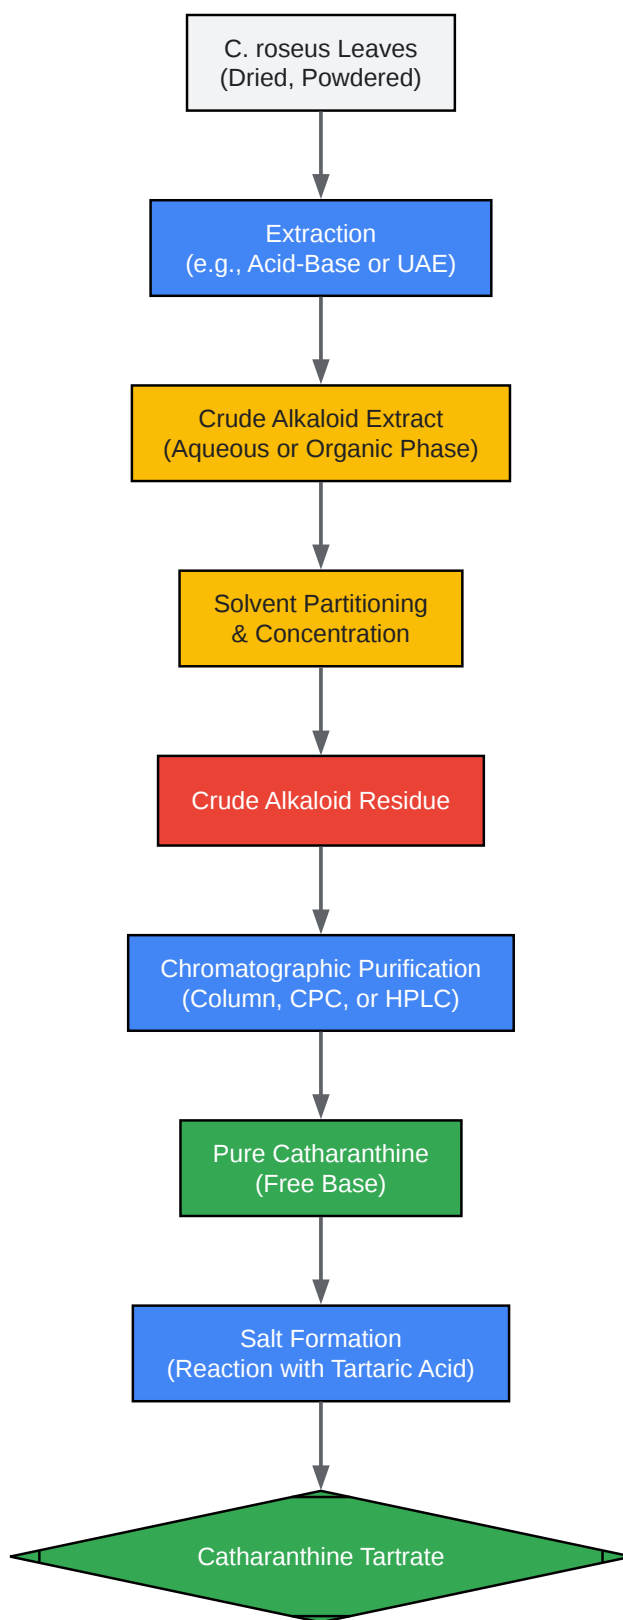 C. roseus Leaves
(Dried, Powdered)
Extraction
(e.g., Acid-Base or UAE)
Crude Alkaloid Extract
(Aqueous or Organic Phase)
Solvent Partitioning
& Concentration
Crude Alkaloid Residue
Chromatographic Purification
(Column, CPC, or HPLC)
Pure Catharanthine
(Free Base)
Salt Formation
(Reaction with Tartaric Acid)
Catharanthine Tartrate